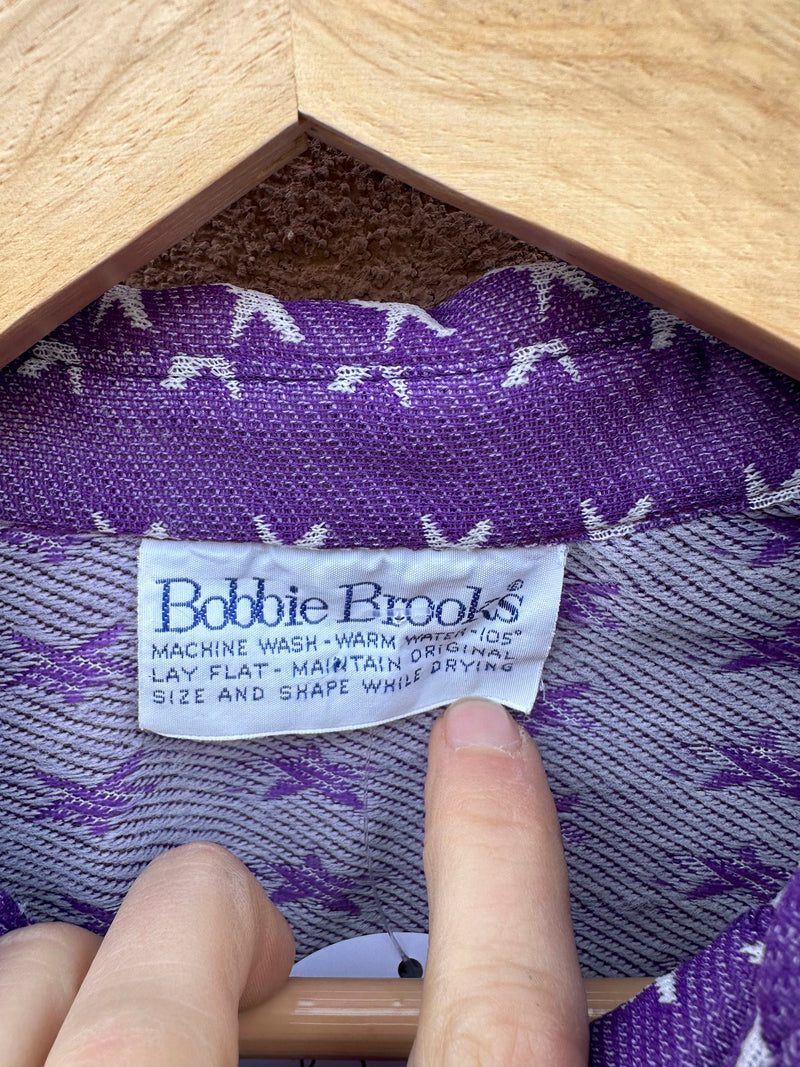 Bobbie Brooks®
MACHINE WASH-WARM WATER-105°
LAY FLAT- MAINTAIN ORIGINAL
SIZE AND SHAPE WHILE DRYING